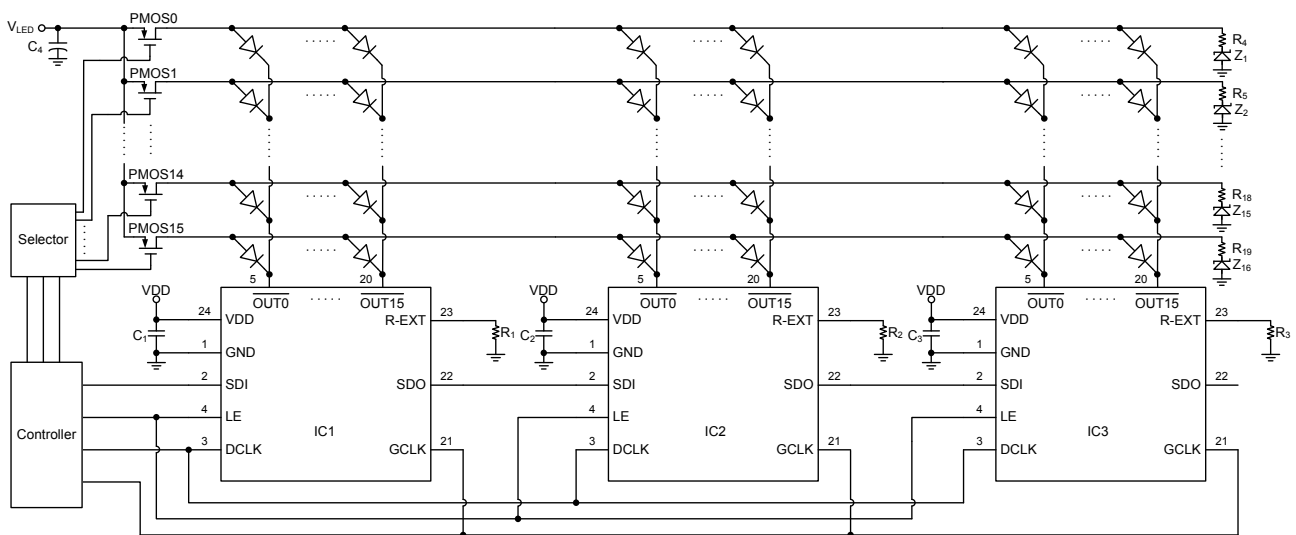 V_LED PMOS0
C4 R4
Z1
PMOS1
R5
Z2
PMOS14
R18
Z15
Selector
PMOS15
R19
Z16
5 20 5 20 5 20
VDD OUT0 ..... OUT15 VDD OUT0 ..... OUT15 VDD OUT0 ..... OUT15
24 VDD R-EXT 23 24 VDD R-EXT 23 24 VDD R-EXT 23
C1 R1 C2 R2 C3 R3
1 GND 1 GND 1 GND
2 SDI SDO 22 2 SDI SDO 22 2 SDI SDO 22
4 LE 4 LE 4 LE
Controller IC1 IC2 IC3
3 DCLK GCLK 21 3 DCLK GCLK 21 3 DCLK GCLK 21